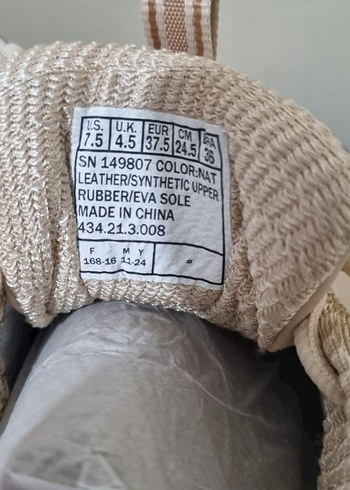 U.S. U.K. EUR CM BRA
7.5 4.5 37.5 24.5 36
SN 149807 COLOR:NAT
LEATHER/SYNTHETIC UPPER
RUBBER/EVA SOLE
MADE IN CHINA
434.21.3.008
F M Y
168-16 11-24